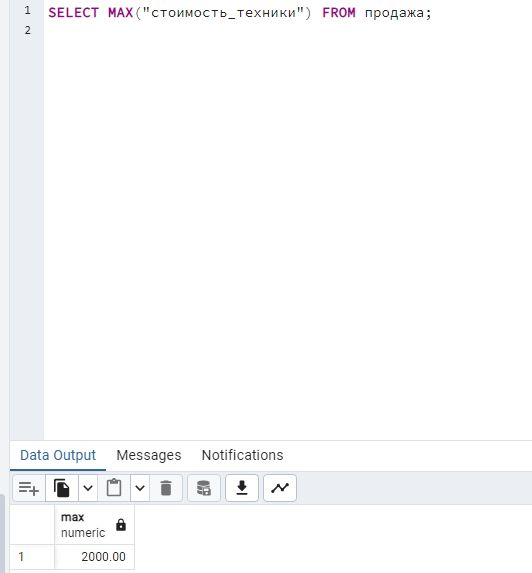 1 SELECT MAX("стоимость_техники") FROM продажа;
2
Data Output Messages Notifications
max
numeric
1 2000.00